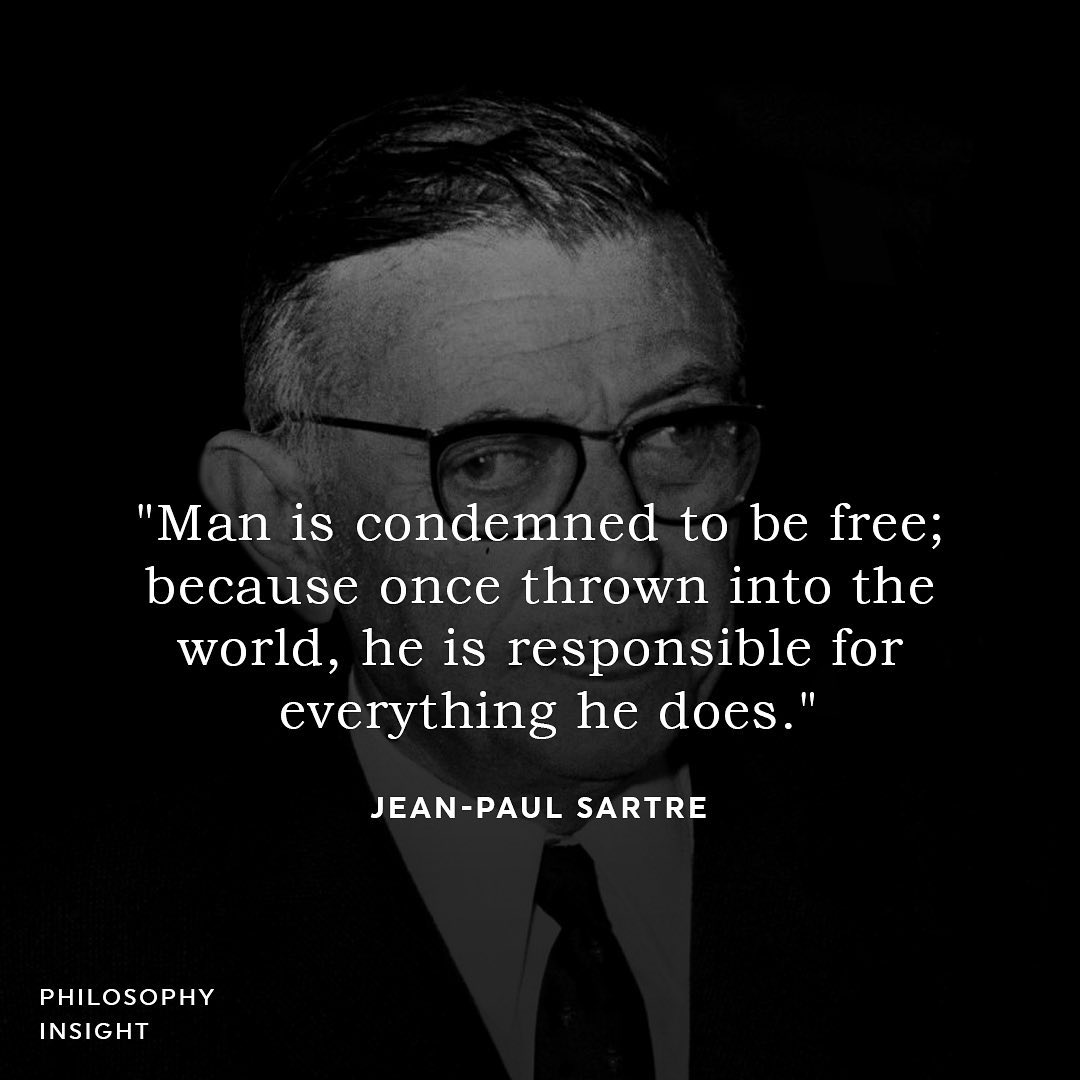 "Man is condemned to be free;
because once thrown into the
world, he is responsible for
everything he does."
JEAN-PAUL SARTRE
PHILOSOPHY
INSIGHT